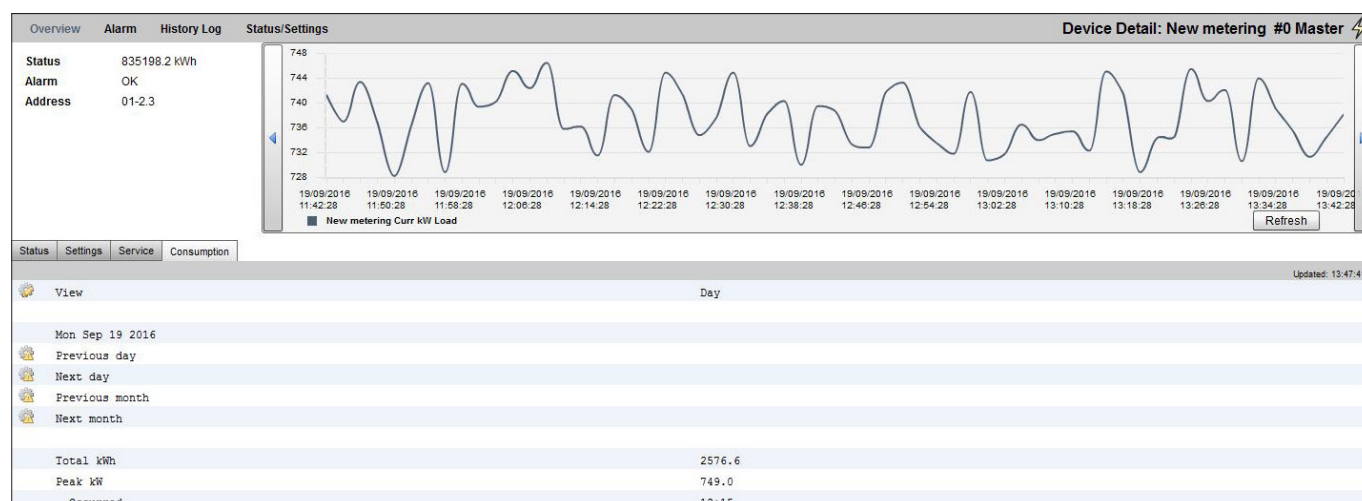 Overview Alarm History Log Status/Settings Device Detail: New metering #0 Master
Status 835198.2 kWh
Alarm OK
Address 01-2.3
748
744
740
736
732
728
19/09/2016 19/09/2016 19/09/2016 19/09/2016 19/09/2016 19/09/2016 19/09/2016 19/09/2016 19/09/2016 19/09/2016 19/09/2016 19/09/2016 19/09/2016 19/09/2016 19/09/2016 19/09/20
11:42:28 11:50:28 11:58:28 12:06:28 12:14:28 12:22:28 12:30:28 12:38:28 12:46:28 12:54:28 13:02:28 13:10:28 13:18:28 13:26:28 13:34:28 13:42:28
New metering Curr kW Load Refresh
Status Settings Service Consumption
Updated: 13:47:4
View Day
Mon Sep 19 2016
Previous day
Next day
Previous month
Next month
Total kWh 2576.6
Peak kW 749.0